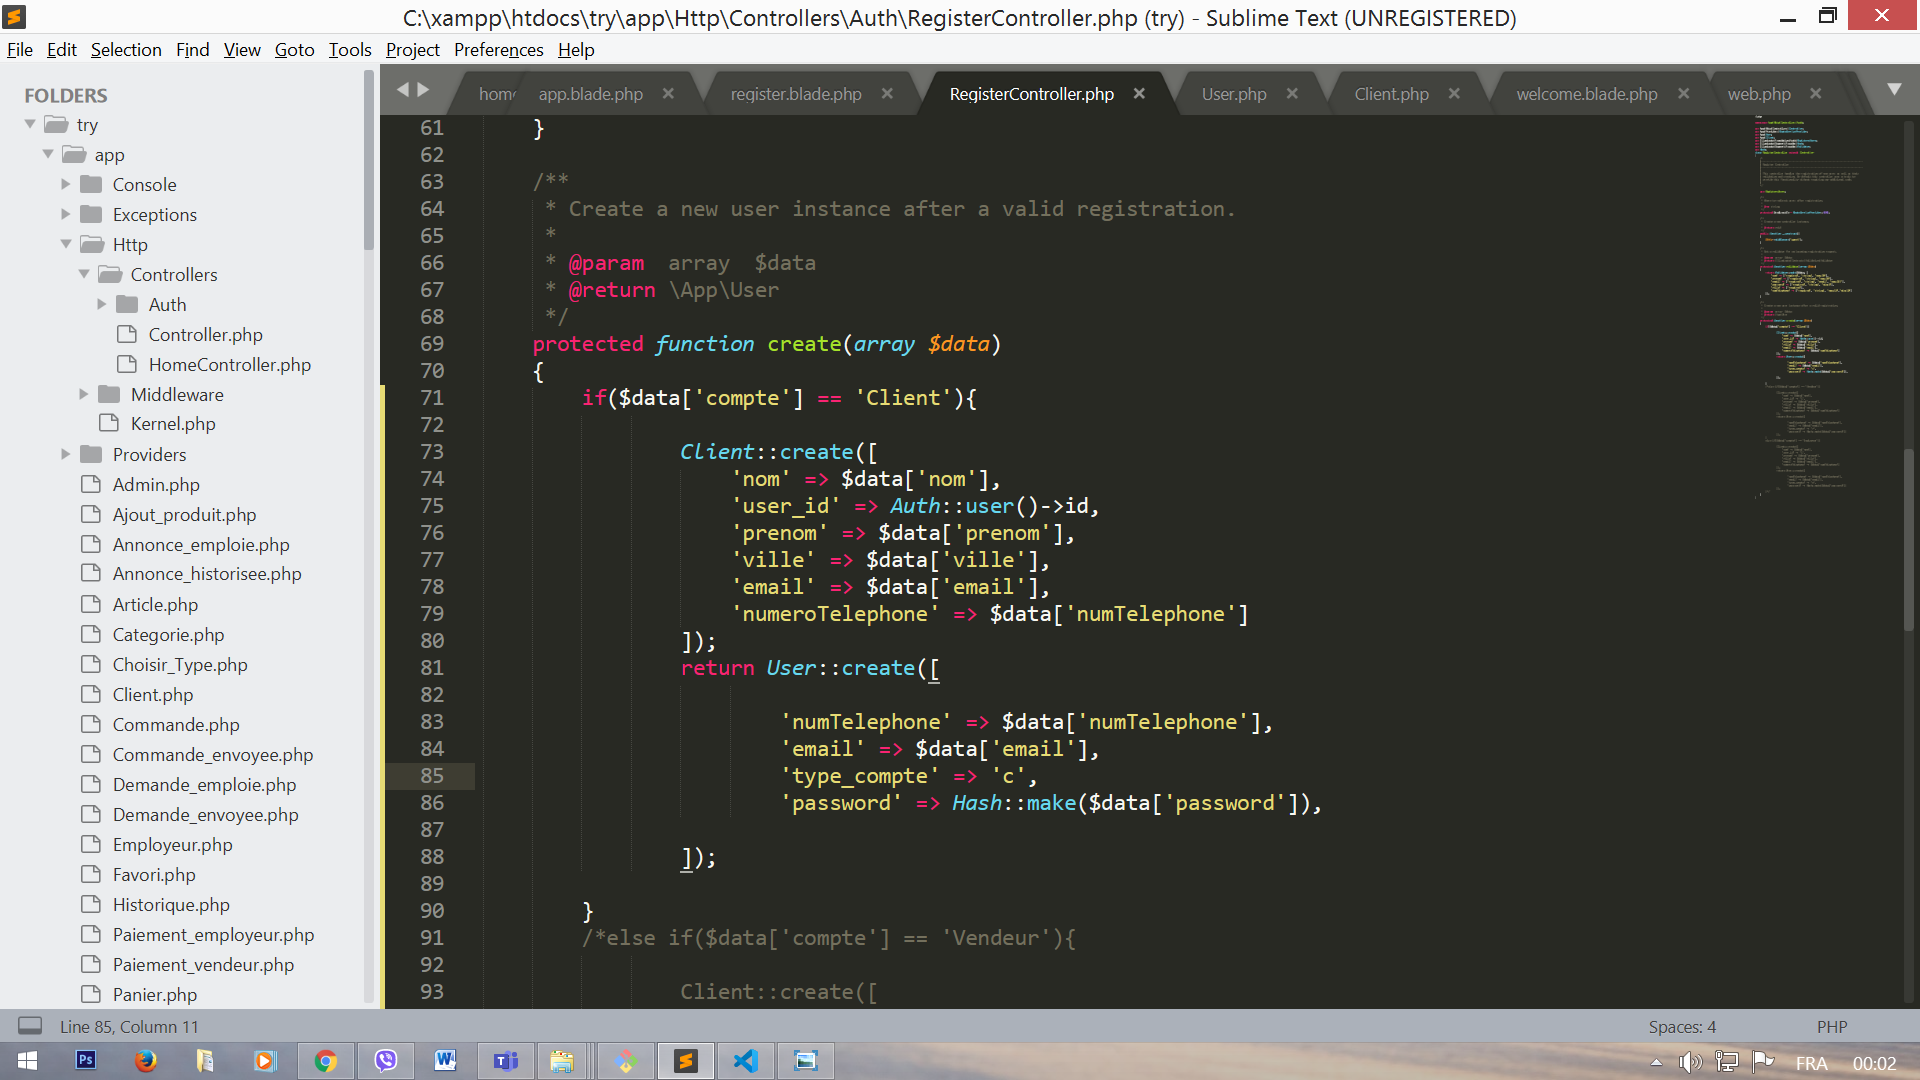 C:\xampp\htdocs\try\app\Http\Controllers\Auth\RegisterController.php (try) - Sublime Text (UNREGISTERED)
File Edit Selection Find View Goto Tools Project Preferences Help
FOLDERS
try
app
Console
Exceptions
Http
Controllers
Auth
Controller.php
HomeController.php
Middleware
Kernel.php
Providers
Admin.php
Ajout_produit.php
Annonce_emploie.php
Annonce_historisee.php
Article.php
Categorie.php
Choisir_Type.php
Client.php
Commande.php
Commande_envoyee.php
Demande_emploie.php
Demande_envoyee.php
Employeur.php
Favori.php
Historique.php
Paiement_employeur.php
Paiement_vendeur.php
Panier.php
app.blade.php register.blade.php RegisterController.php User.php Client.php welcome.blade.php web.php
61 }
62
63 /**
64 * Create a new user instance after a valid registration.
65 *
66 * @param  array  $data
67 * @return \App\User
68 */
69 protected function create(array $data)
70 {
71 if($data['compte'] == 'Client'){
72
73 Client::create([
74 'nom' => $data['nom'],
75 'user_id' => Auth::user()->id,
76 'prenom' => $data['prenom'],
77 'ville' => $data['ville'],
78 'email' => $data['email'],
79 'numeroTelephone' => $data['numTelephone']
80 ]);
81 return User::create([
82
83 'numTelephone' => $data['numTelephone'],
84 'email' => $data['email'],
85 'type_compte' => 'c',
86 'password' => Hash::make($data['password']),
87
88 ]);
89
90 }
91 /*else if($data['compte'] == 'Vendeur'){
92
93 Client::create([
Line 85, Column 11 Spaces: 4 PHP
FRA 00:02